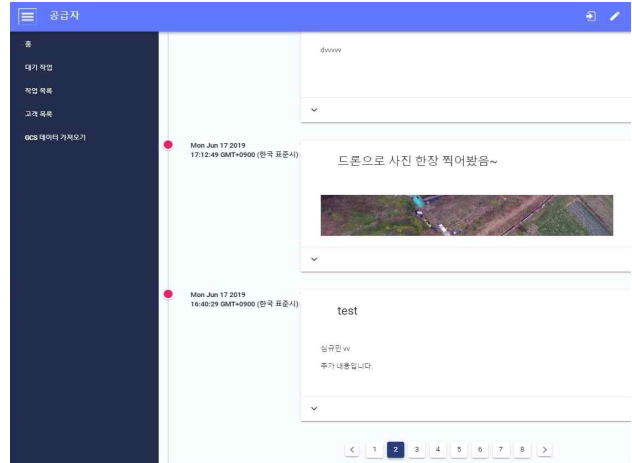 공급자
홈
대기 작업
작업 목록
고객 목록
GCS 데이터 가져오기
dvvvvv
Mon Jun 17 2019
17:12:49 GMT+0900 (한국 표준시)
드론으로 사진 한장 찍어봤음~
Mon Jun 17 2019
16:40:29 GMT+0900 (한국 표준시)
test
심규민 vv
추가 내용입니다.
1 2 3 4 5 6 7 8